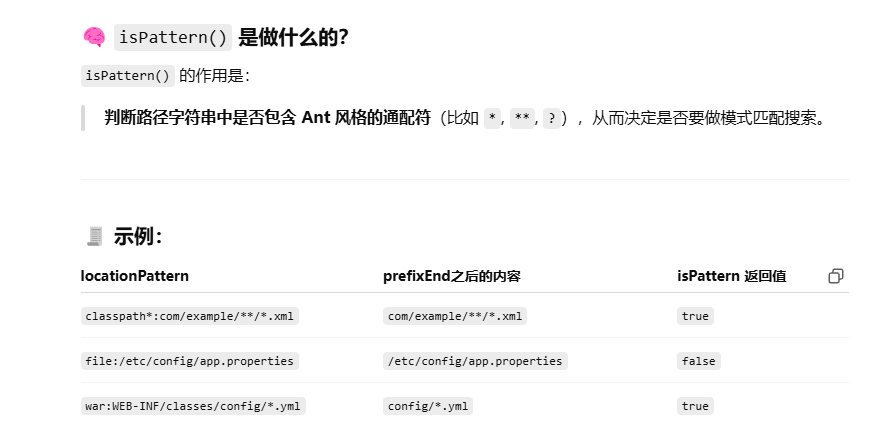 🧠 isPattern() 是做什么的？
isPattern() 的作用是：
判断路径字符串中是否包含 Ant 风格的通配符（比如 *, **, ?），从而决定是否要做模式匹配搜索。
📜 示例：
locationPattern prefixEnd之后的内容 isPattern 返回值
classpath*:com/example/**/*.xml com/example/**/*.xml true
file:/etc/config/app.properties /etc/config/app.properties false
war:WEB-INF/classes/config/*.yml config/*.yml true